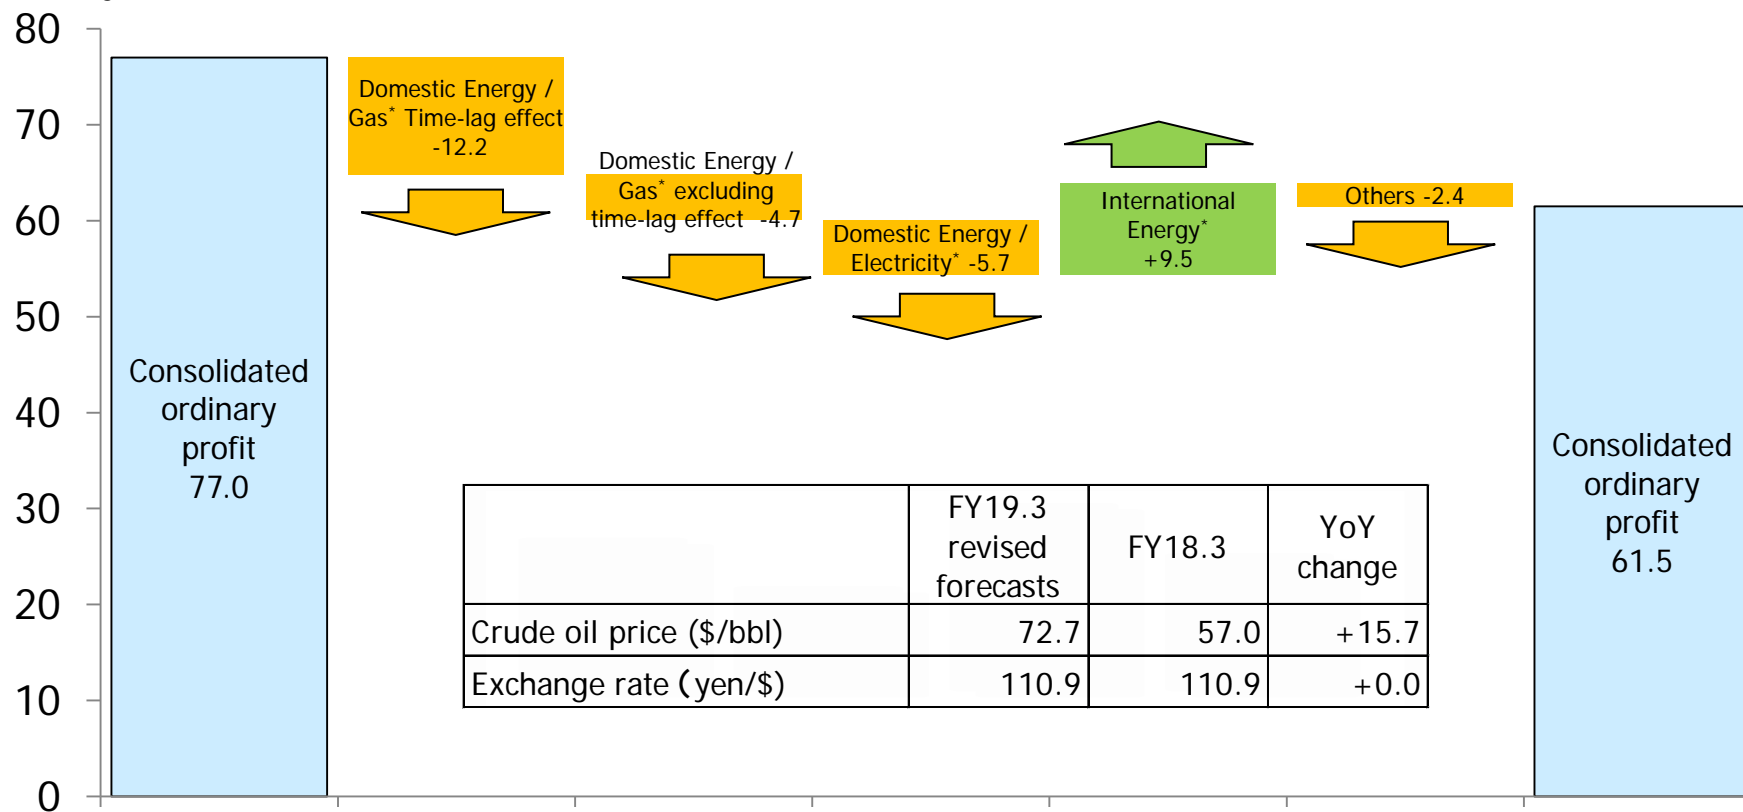 80
70
60
50
40
30
20
10
0
Consolidated
ordinary
profit
77.0
Domestic Energy /
Gas* Time-lag effect
-12.2
Domestic Energy /
Gas* excluding
time-lag effect -4.7
Domestic Energy /
Electricity* -5.7
International
Energy*
+9.5
Others -2.4
Consolidated
ordinary
profit
61.5
FY19.3
revised
forecasts
FY18.3
YoY
change
Crude oil price ($/bbl) 72.7 57.0 +15.7
Exchange rate (yen/$) 110.9 110.9 +0.0